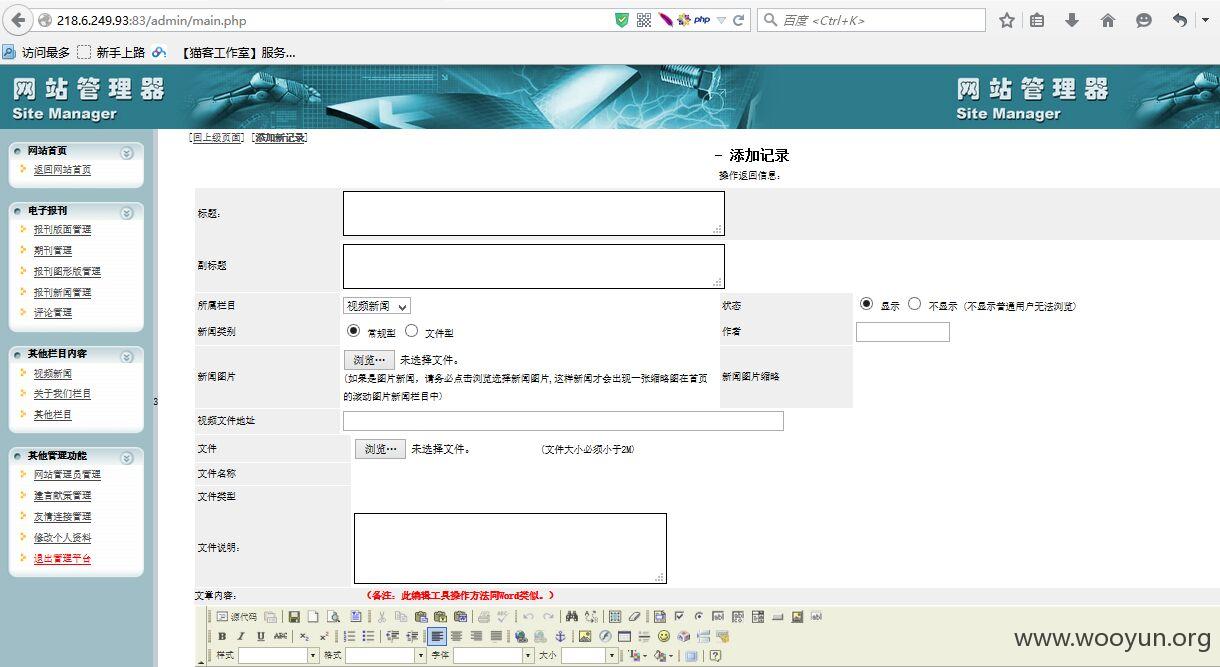 218.6.249.93:83/admin/main.php
php
百度 <Ctrl+K>
访问最多 新手上路 【猫客工作室】服务...
网站管理器
Site Manager
网站管理器
Site Manager
[回上级页面] [添加新记录]
- 添加记录
操作返回信息:
网站首页
返回网站首页
电子报刊
报刊版面管理
期刊管理
报刊图形版管理
报刊新闻管理
评论管理
其他栏目内容
视频新闻
关于我们栏目
其他栏目
其他管理功能
网站管理员管理
建言献策管理
友情连接管理
修改个人资料
退出管理平台
3
标题:
副标题
所属栏目 视频新闻 状态 显示 不显示 (不显示普通用户无法浏览)
新闻类别 常规型 文件型 作者
新闻图片 浏览… 未选择文件。 新闻图片缩略
(如果是图片新闻，请务必点击浏览选择新闻图片,这样新闻才会出现一张缩略图在首页
的滚动图片新闻栏目中)
视频文件地址
文件 浏览… 未选择文件。 (文件大小必须小于2M)
文件名称
文件类型
文件说明:
文章内容: (备注：此编辑工具操作方法同Word类似。)
源代码
B I U ABC x₂ x²
样式 格式 字体 大小
www.wooyun.org